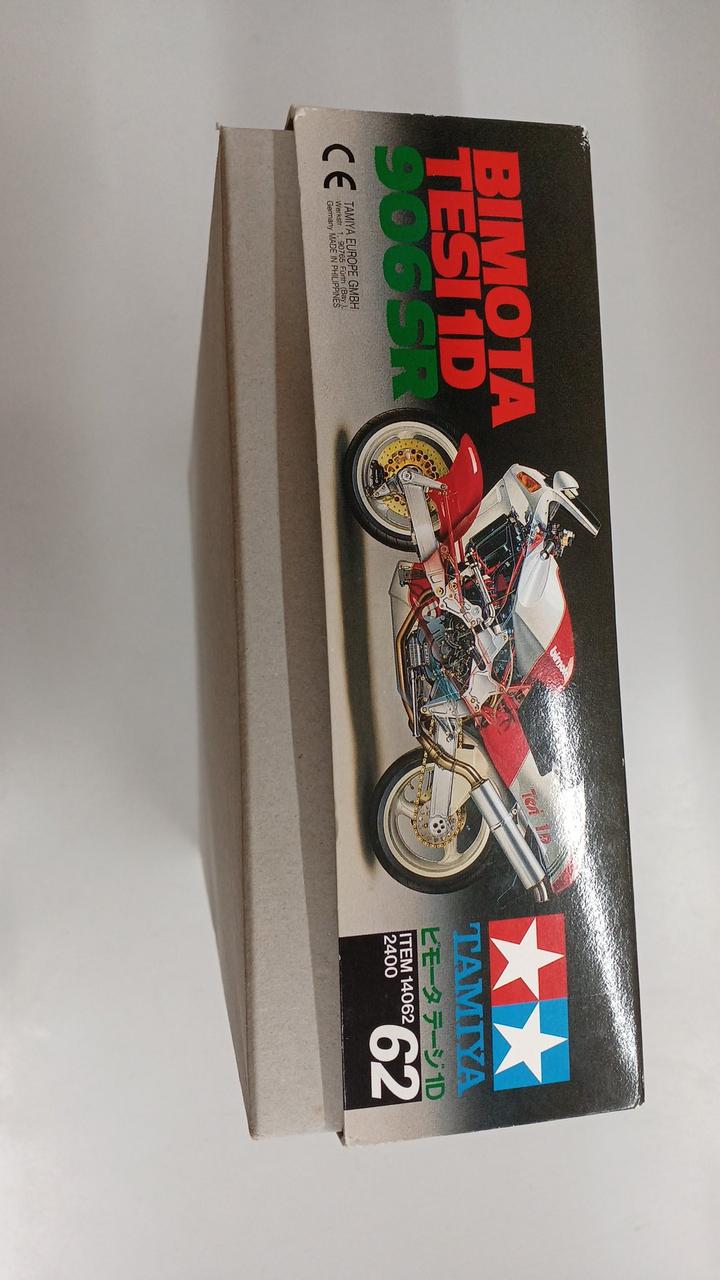 BIMOTA
TESI 1D
906 SR
CE
TAMIYA EUROPE GMBH
Werkstr. 1, 90765 Fürth (Bay.),
Germany MADE IN PHILIPPINES
bimota
Tesi 1D
TAMIYA
ビモータ テージ1D
ITEM 14062
2400
62